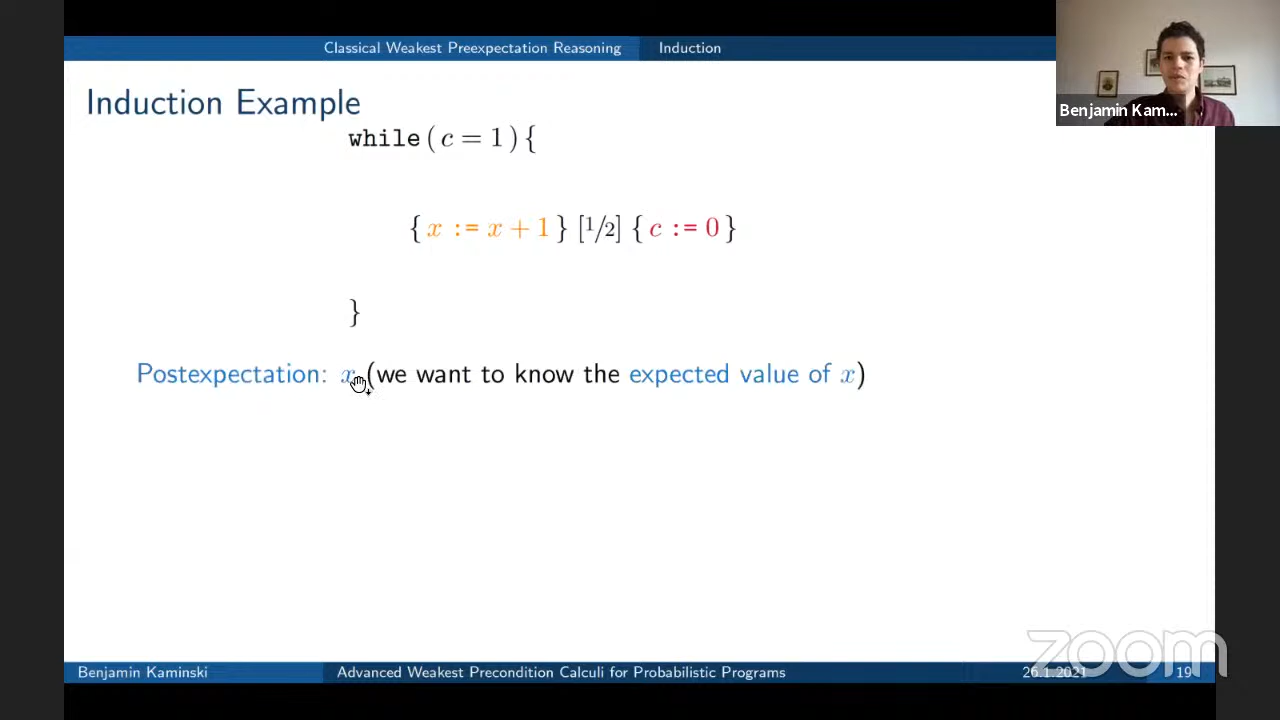 Classical Weakest Preexpectation Reasoning Induction
Benjamin Kam...
Induction Example
while ( c = 1 ) {
{ x := x + 1 } [1/2] { c := 0 }
}
Postexpectation: x (we want to know the expected value of x)
zoom
Benjamin Kaminski Advanced Weakest Precondition Calculi for Probabilistic Programs 26.1.2021 19